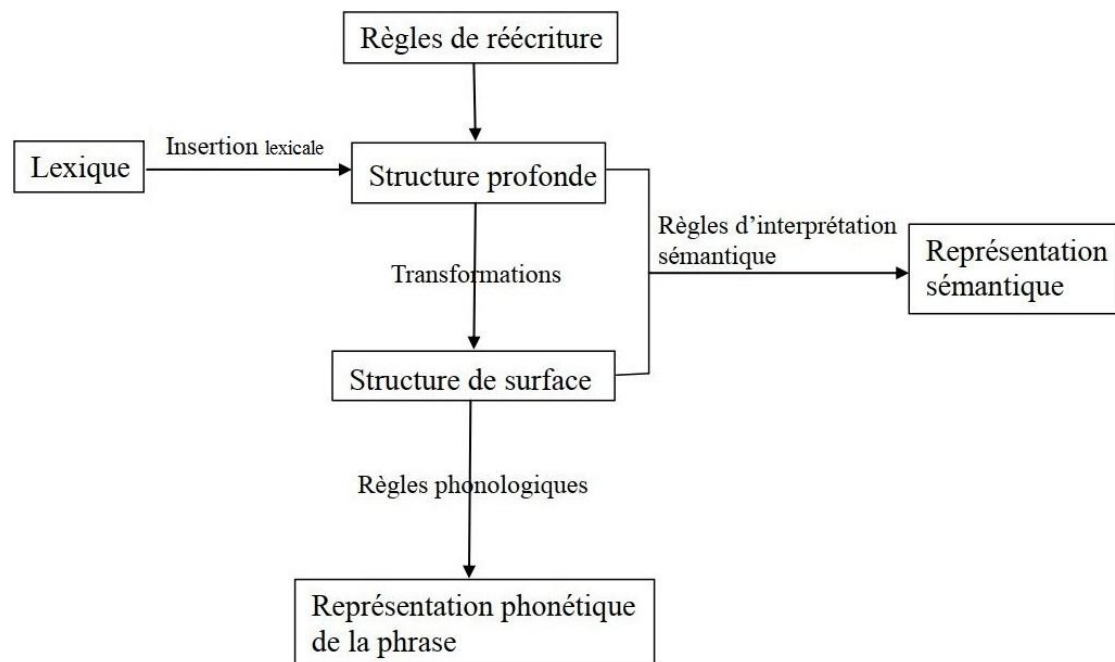 Règles de réécriture
Insertion lexicale
Lexique
Structure profonde
Règles d’interprétation
sémantique
Représentation
sémantique
Transformations
Structure de surface
Règles phonologiques
Représentation phonétique
de la phrase